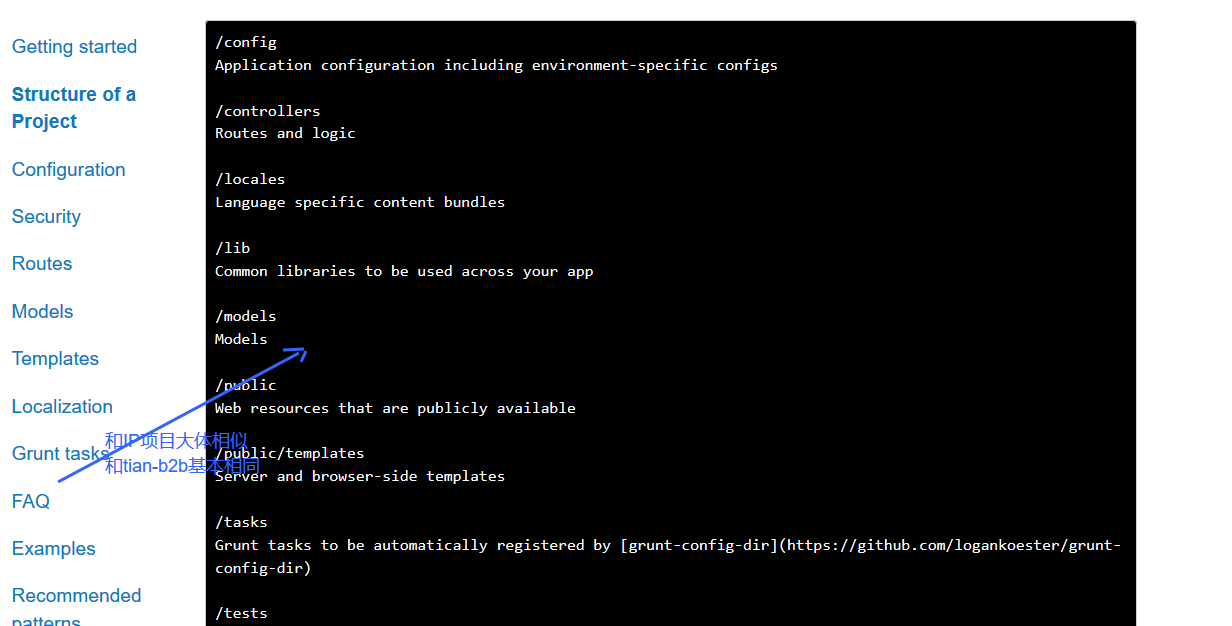 Getting started
Structure of a
Project
Configuration
Security
Routes
Models
Templates
Localization
Grunt tasks
FAQ
Examples
Recommended
patterns
/config
Application configuration including environment-specific configs
/controllers
Routes and logic
/locales
Language specific content bundles
/lib
Common libraries to be used across your app
/models
Models
/public
Web resources that are publicly available
/public/templates
Server and browser-side templates
/tasks
Grunt tasks to be automatically registered by [grunt-config-dir](https://github.com/logankoester/grunt-
config-dir)
/tests
和IP项目大体相似
和tian-b2b基本相同